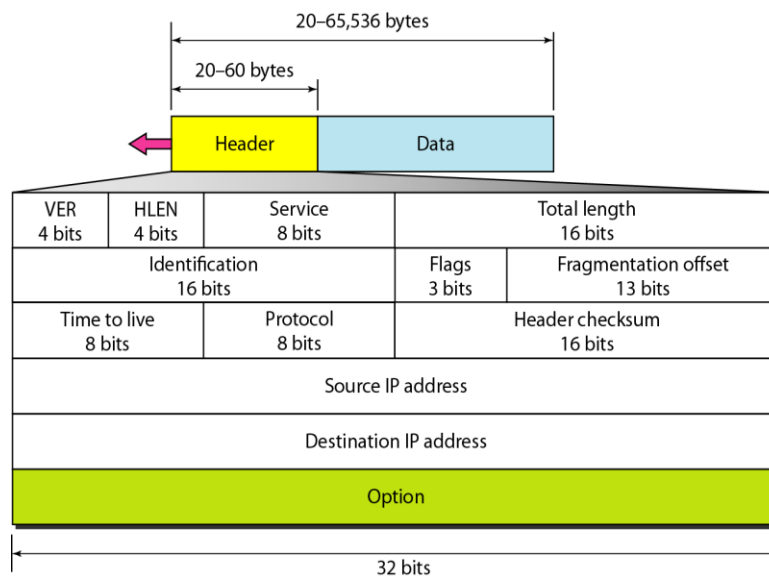 20–65,536 bytes
20–60 bytes
Header Data
VER HLEN Service Total length
4 bits 4 bits 8 bits 16 bits
Identification Flags Fragmentation offset
16 bits 3 bits 13 bits
Time to live Protocol Header checksum
8 bits 8 bits 16 bits
Source IP address
Destination IP address
Option
32 bits